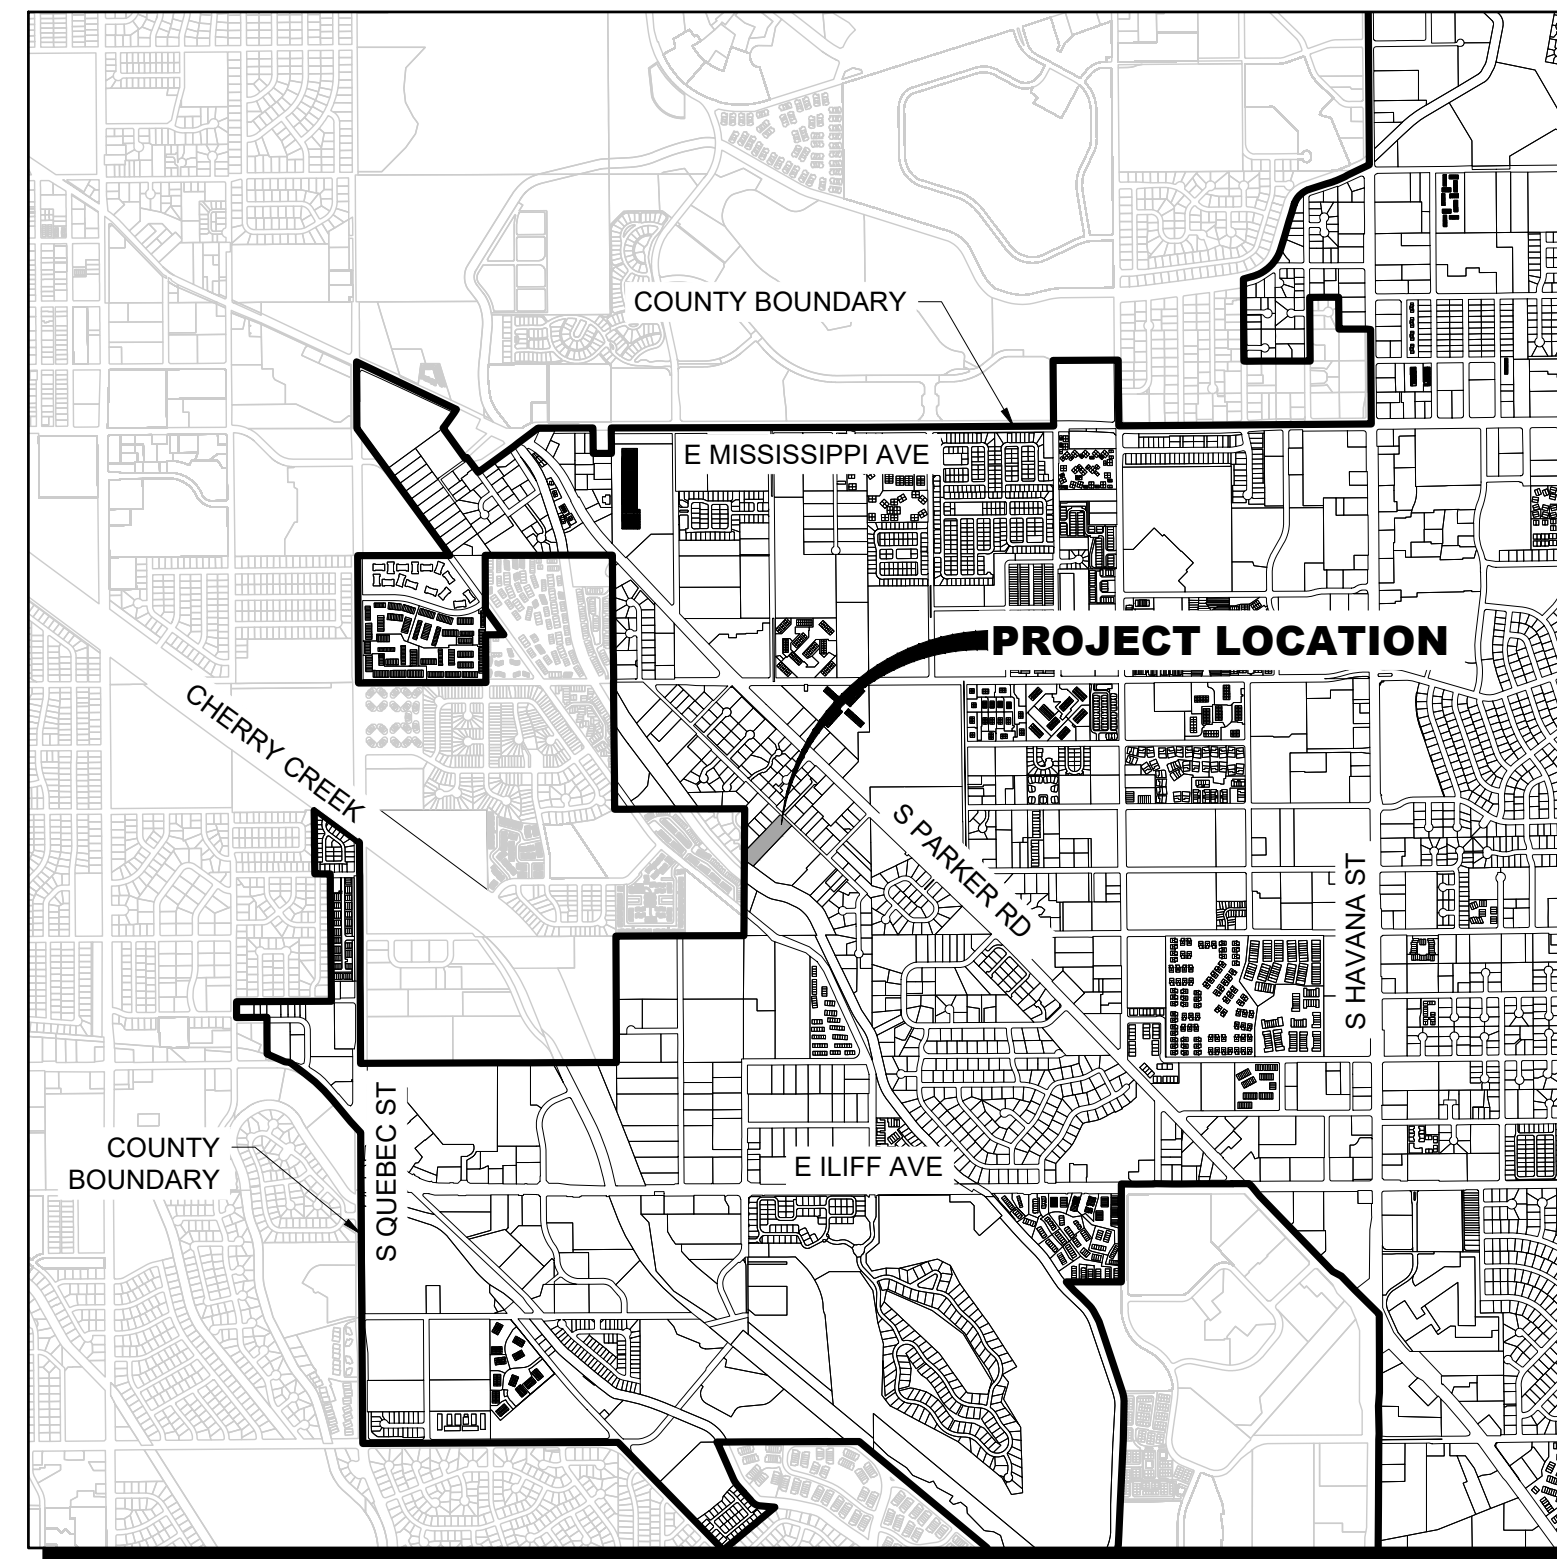 COUNTY BOUNDARY
E MISSISSIPPI AVE
PROJECT LOCATION
CHERRY CREEK
S PARKER RD
S HAVANA ST
S QUEBEC ST
COUNTY
BOUNDARY
E ILIFF AVE